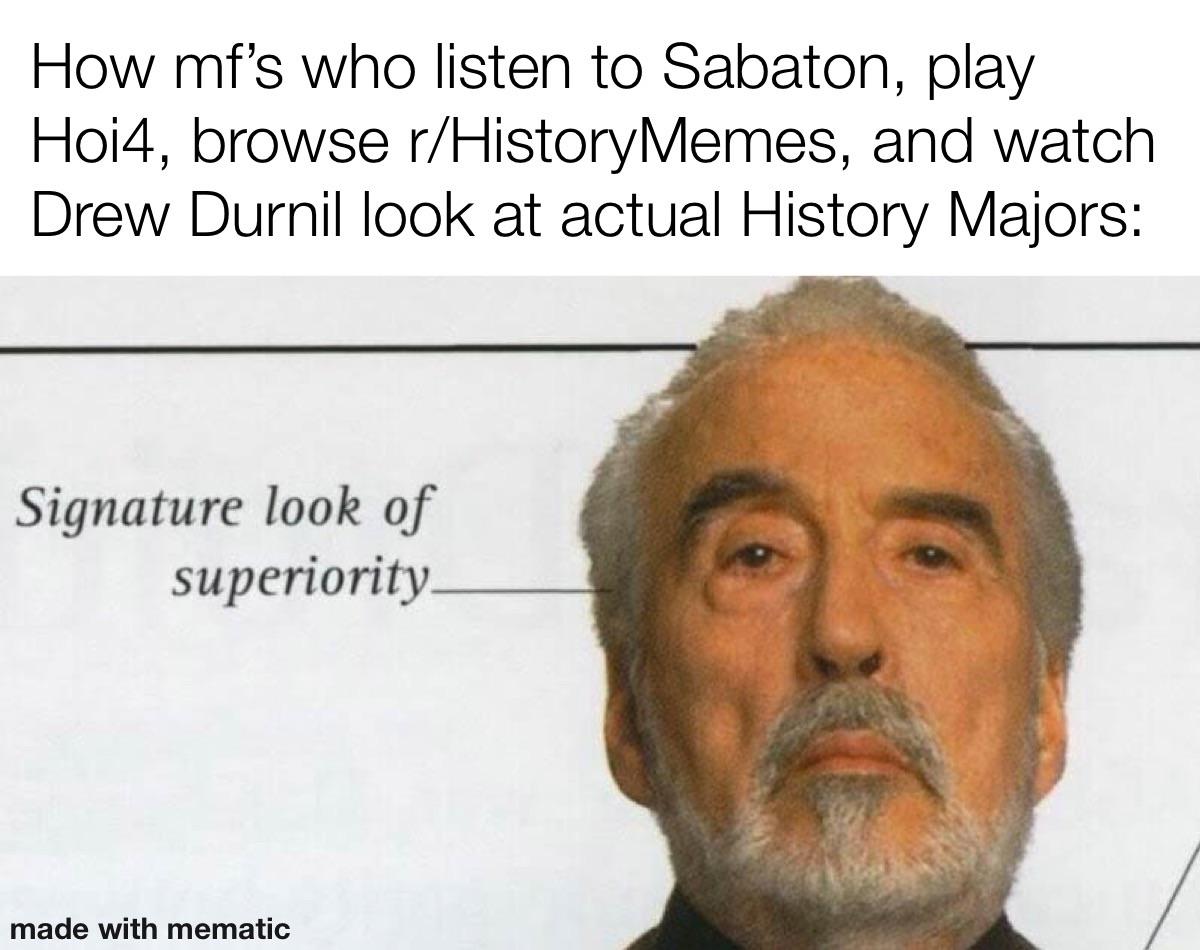 How mf’s who listen to Sabaton, play
Hoi4, browse r/HistoryMemes, and watch
Drew Durnil look at actual History Majors:
Signature look of
superiority
made with mematic